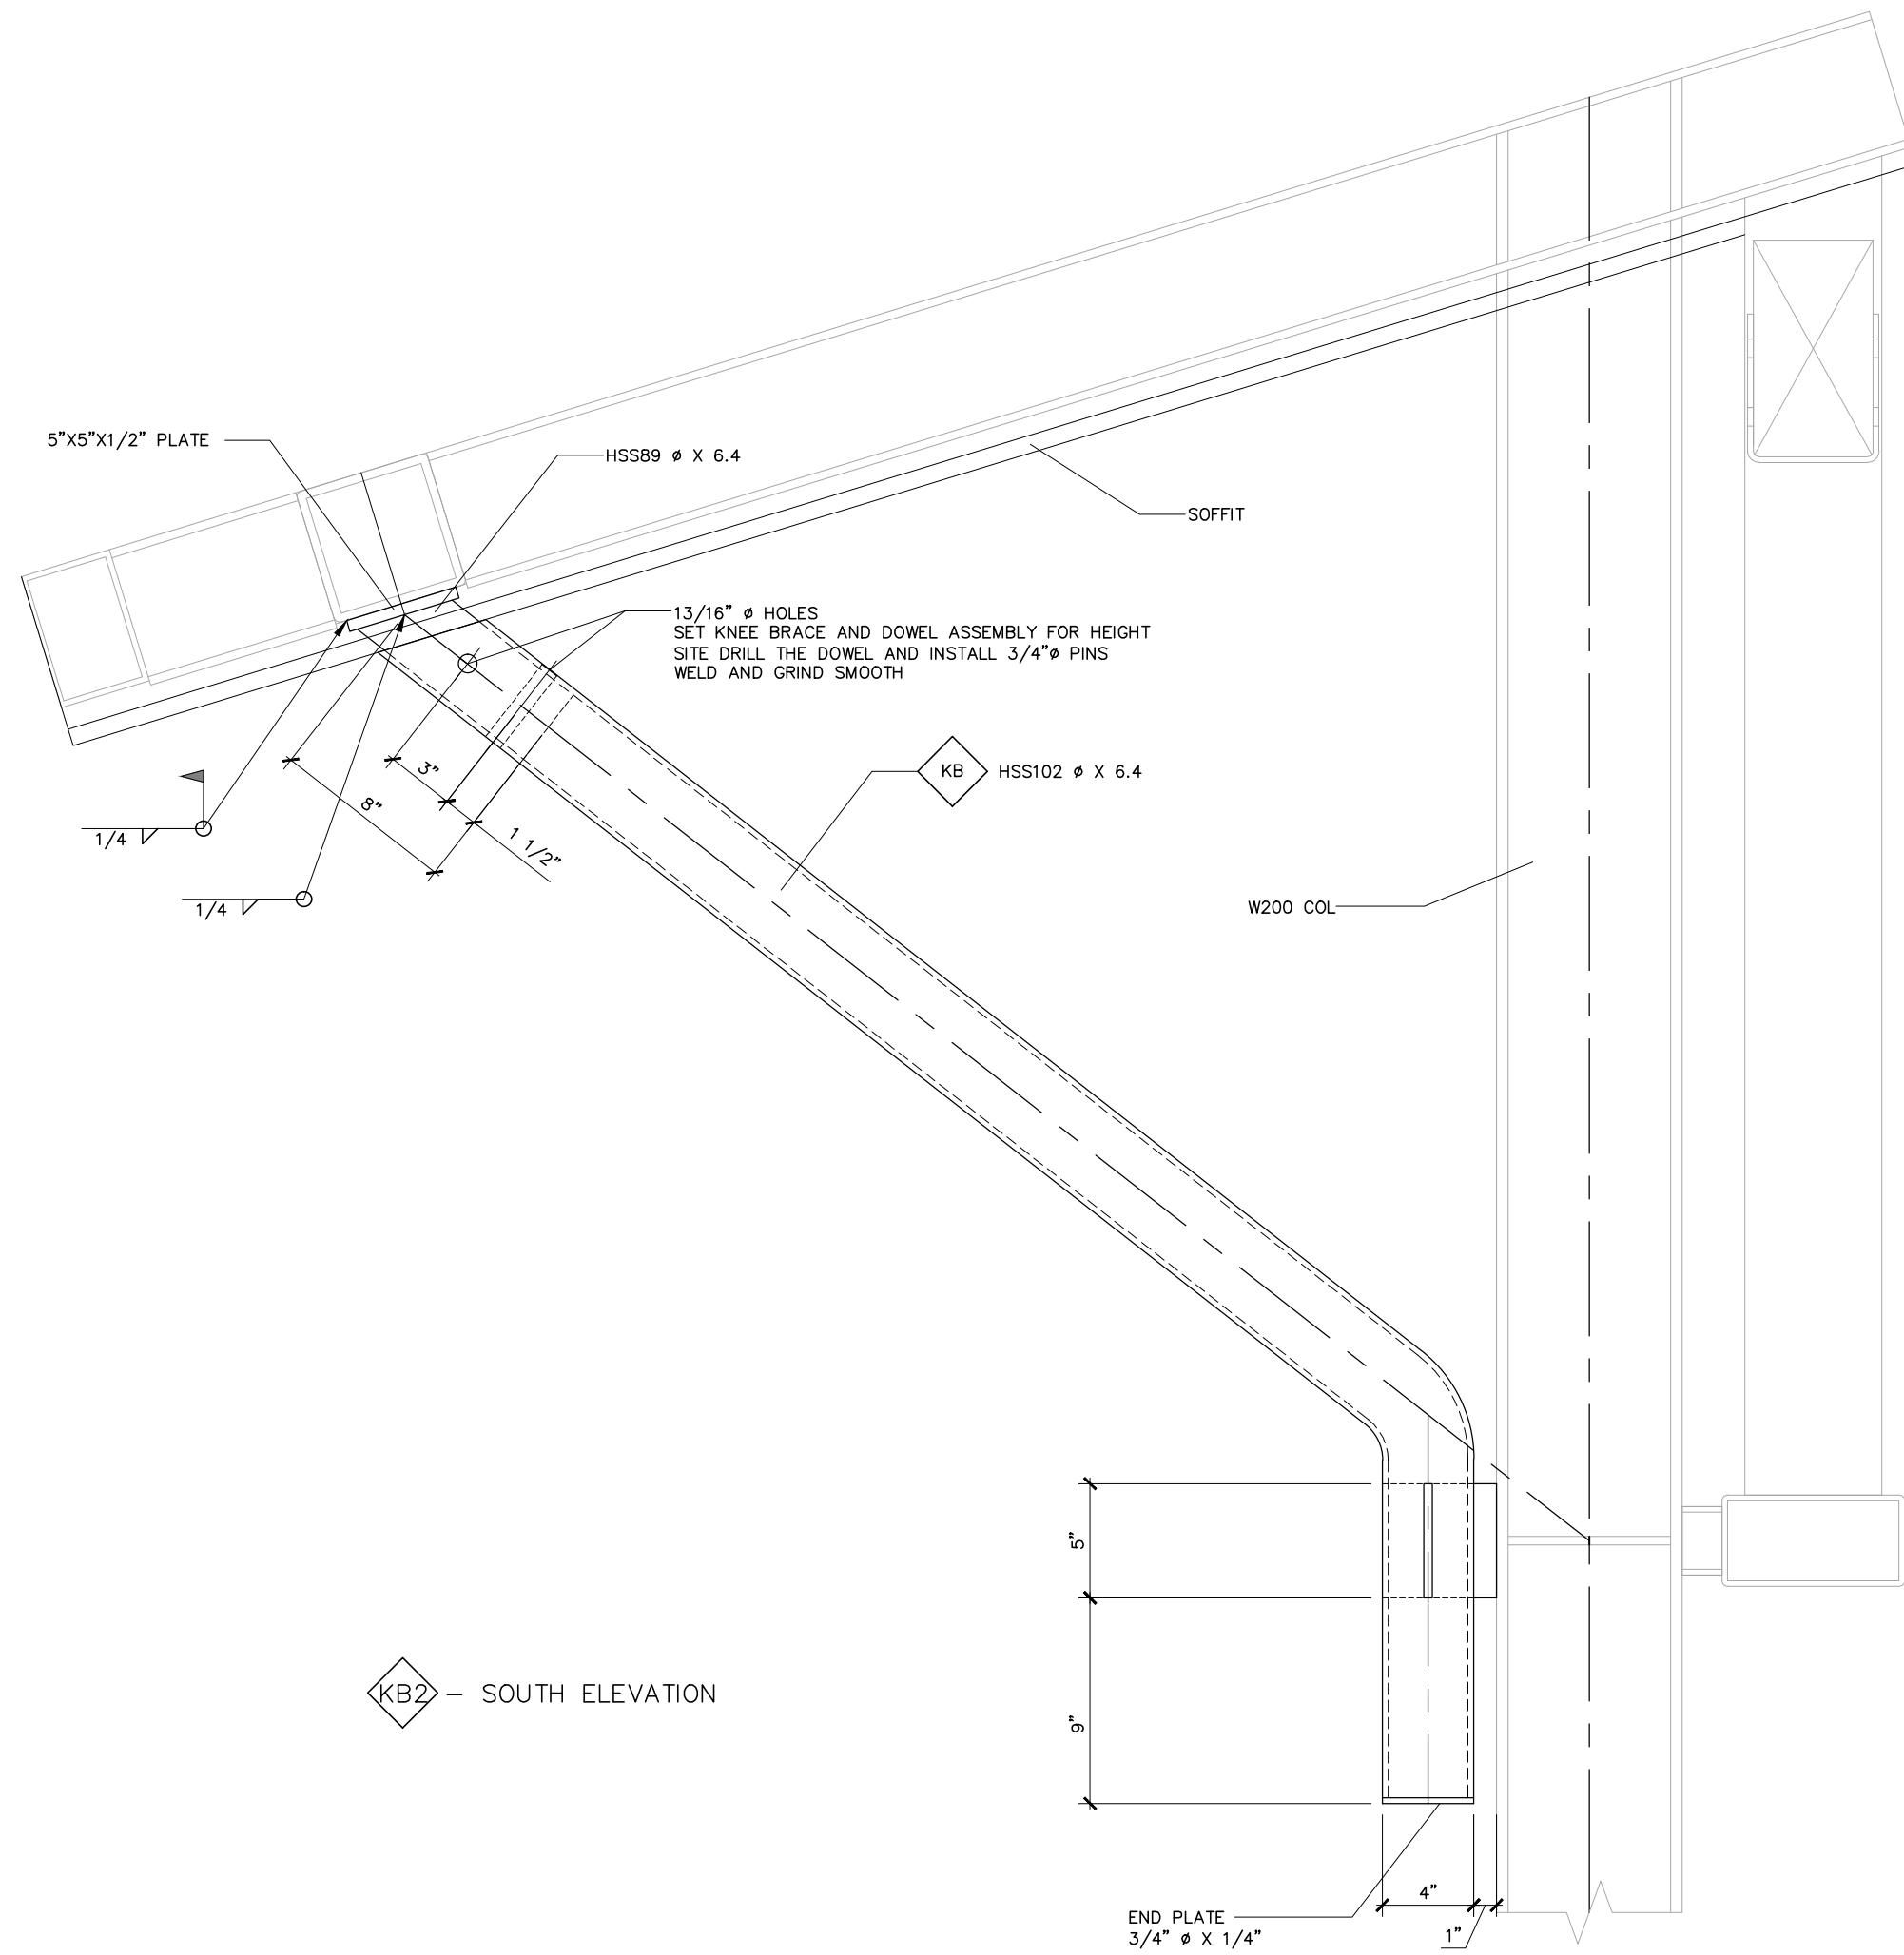 5”X5”X1/2” PLATE
HSS89 ø X 6.4
SOFFIT
13/16” ø HOLES
SET KNEE BRACE AND DOWEL ASSEMBLY FOR HEIGHT
SITE DRILL THE DOWEL AND INSTALL 3/4”ø PINS
WELD AND GRIND SMOOTH
3”
8”
1 1/2”
KB HSS102 ø X 6.4
1/4
1/4
W200 COL
5”
9”
KB2 – SOUTH ELEVATION
4”
1”
END PLATE
3/4” ø X 1/4”